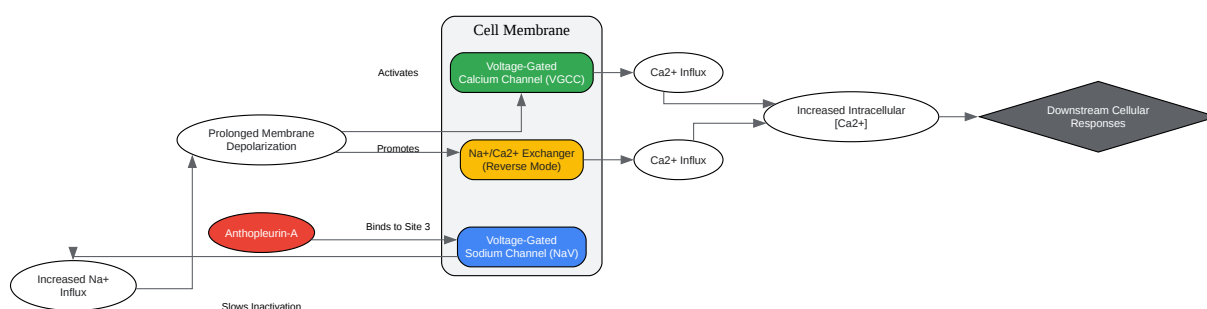 Cell Membrane
Voltage-Gated
Calcium Channel (VGCC)
Activates
Ca2+ Influx
Increased Intracellular
[Ca2+]
Downstream Cellular
Responses
Prolonged Membrane
Depolarization
Promotes
Na+/Ca2+ Exchanger
(Reverse Mode)
Ca2+ Influx
Anthopleurin-A
Binds to Site 3
Voltage-Gated
Sodium Channel (NaV)
Increased Na+
Influx
Slows Inactivation